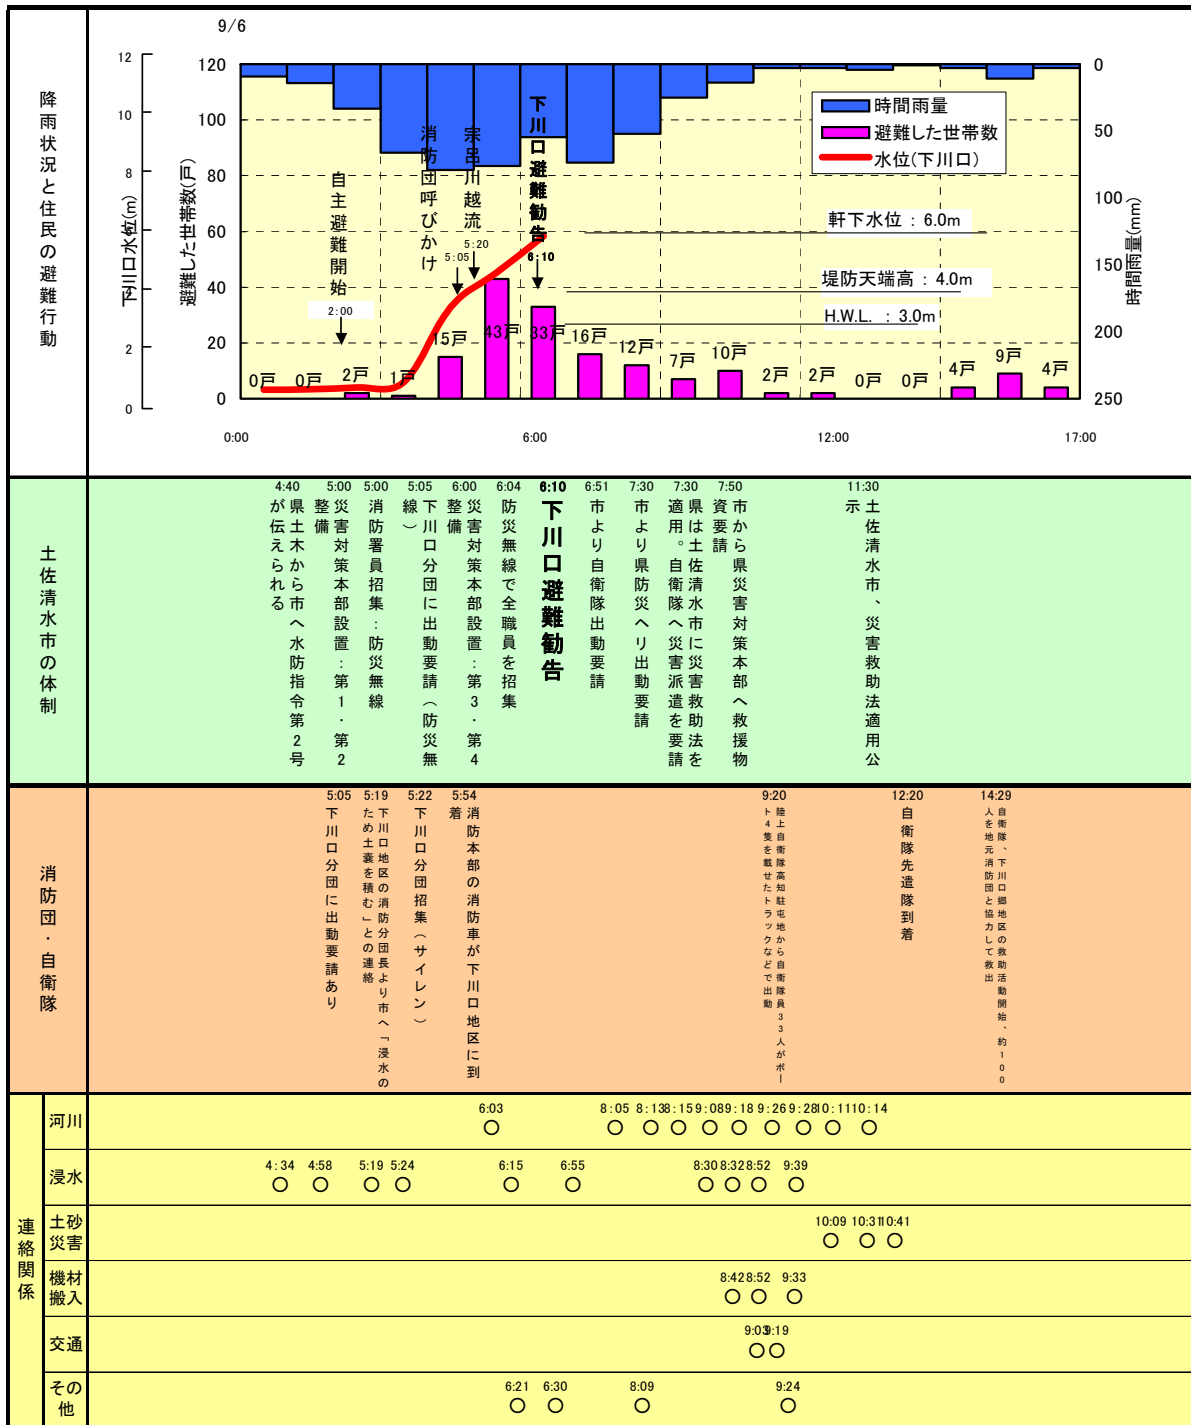 9/6
降雨状況と住民の避難行動
下川口水位(m)
12
10
8
6
4
2
0
避難した世帯数(戸)
120
100
80
60
40
20
0
時間雨量(mm)
0
50
100
150
200
250
時間雨量
避難した世帯数
水位(下川口)
自主避難開始
2:00
消防団呼びかけ
5:05
宗呂川越流
5:20
下川口避難勧告
6:10
軒下水位:6.0m
堤防天端高:4.0m
H.W.L. :3.0m
0戸
0戸
2戸
1戸
15戸
43戸
33戸
16戸
12戸
7戸
10戸
2戸
2戸
0戸
0戸
4戸
9戸
4戸
0:00
6:00
12:00
17:00
土佐清水市の体制
4:40
県土木から市へ水防指令第2号
が伝えられる
5:00
災害対策本部設置:第1・第2
整備
5:00
消防署員招集:防災無線
5:05
下川口分団に出動要請(防災無
線)
6:00
災害対策本部設置:第3・第4
整備
6:04
防災無線で全職員を招集
6:10
下川口避難勧告
6:51
市より自衛隊出動要請
7:30
市より県防災ヘリ出動要請
7:30
県は土佐清水市に災害救助法を
適用。自衛隊へ災害派遣を要請
7:50
市から県災害対策本部へ救援物
資要請
11:30
土佐清水市、災害救助法適用公
示
消防団・自衛隊
5:05
下川口分団に出動要請あり
5:19
下川口地区の消防分団長より市へ「浸水の
ため土嚢を積む」との連絡
5:22
下川口分団招集(サイレン)
5:54
消防本部の消防車が下川口地区に到
着
9:20
陸上自衛隊高知駐屯地から自衛隊員33人がボー
ト4隻を載せたトラックなどで出動
12:20
自衛隊先遣隊到着
14:29
自衛隊、下川口郷地区の救助活動開始、約100
人を地元消防団と協力して救出
連絡関係
河川
6:03
8:05
8:13
8:15
9:08
9:18
9:26
9:28
10:11
10:14
浸水
4:34
4:58
5:19
5:24
6:15
6:55
8:30
8:32
8:52
9:39
土砂
災害
10:09
10:31
10:41
機材
搬入
8:42
8:52
9:33
交通
9:03
9:19
その
他
6:21
6:30
8:09
9:24